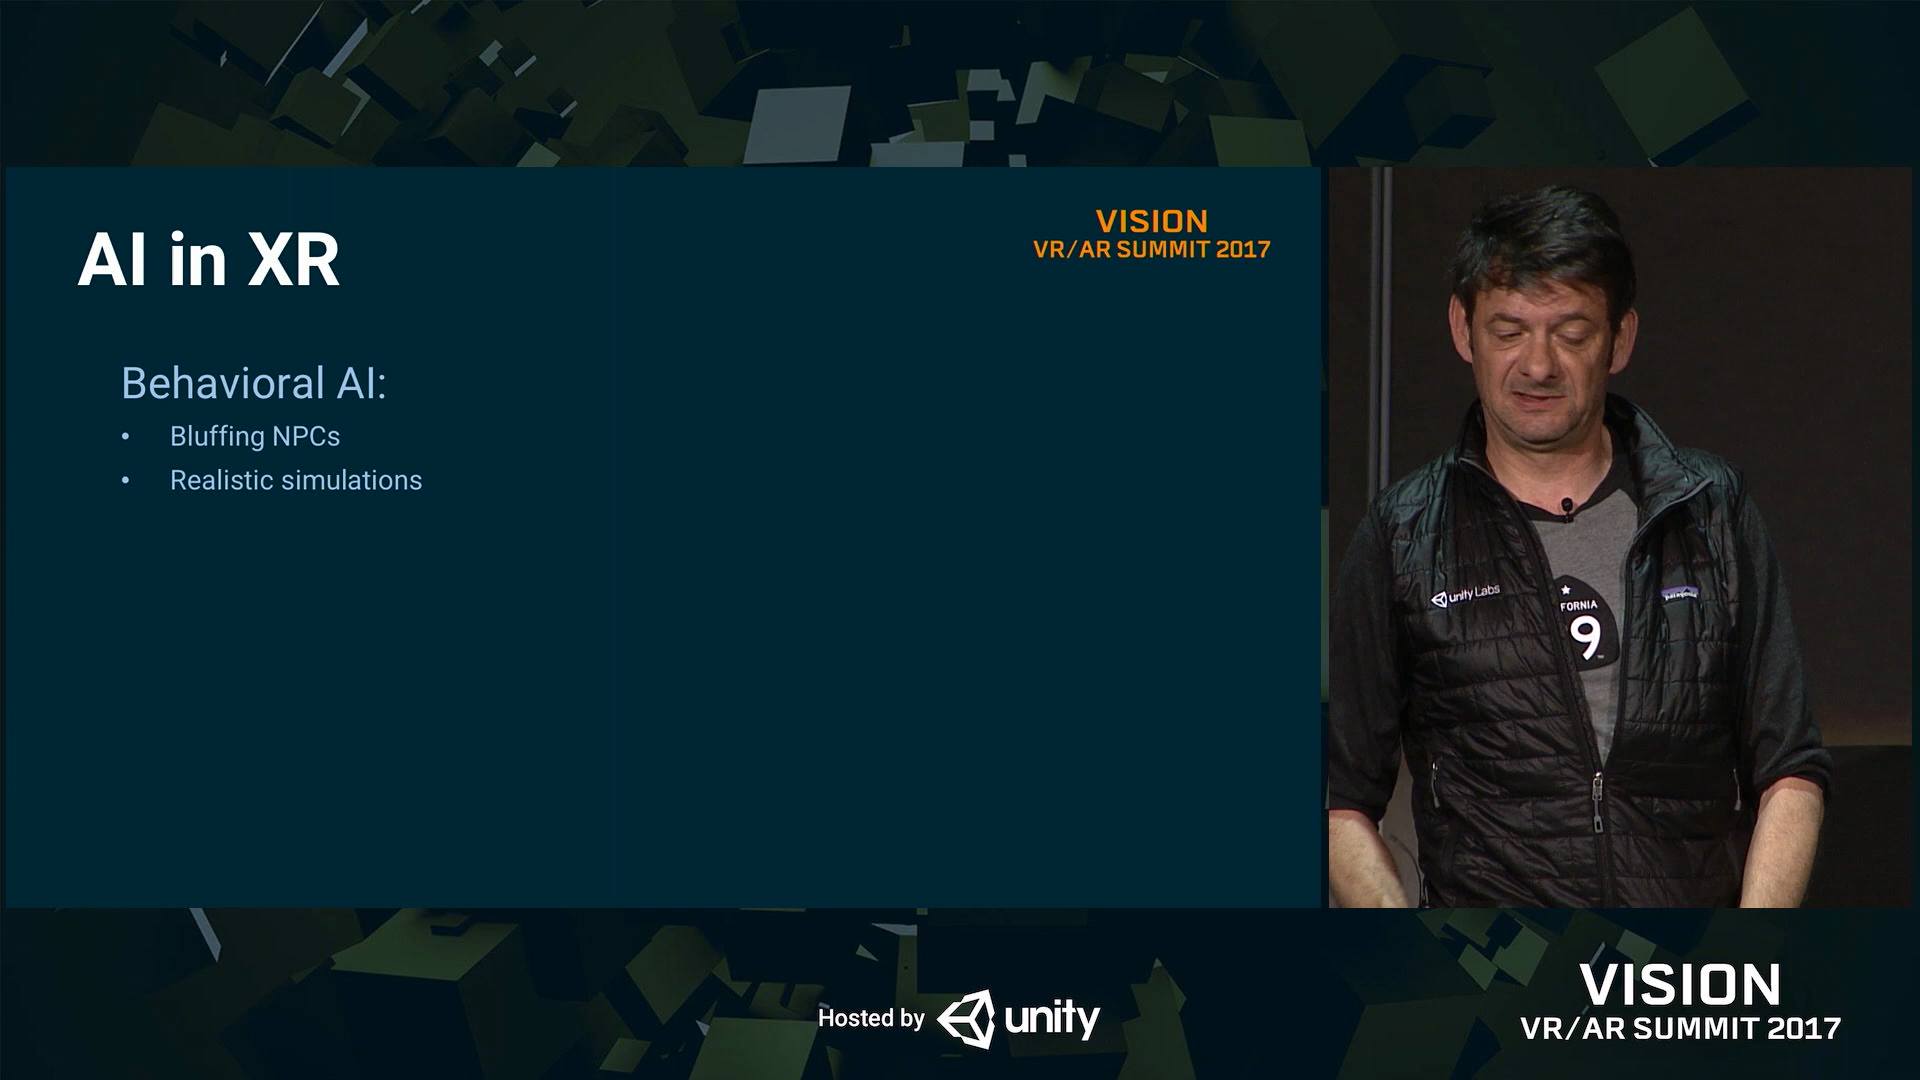 AI in XR
VISION
VR/AR SUMMIT 2017
Behavioral AI:
• Bluffing NPCs
• Realistic simulations
unity Labs
patagonia
FORNIA
9
Hosted by unity
VISION
VR/AR SUMMIT 2017